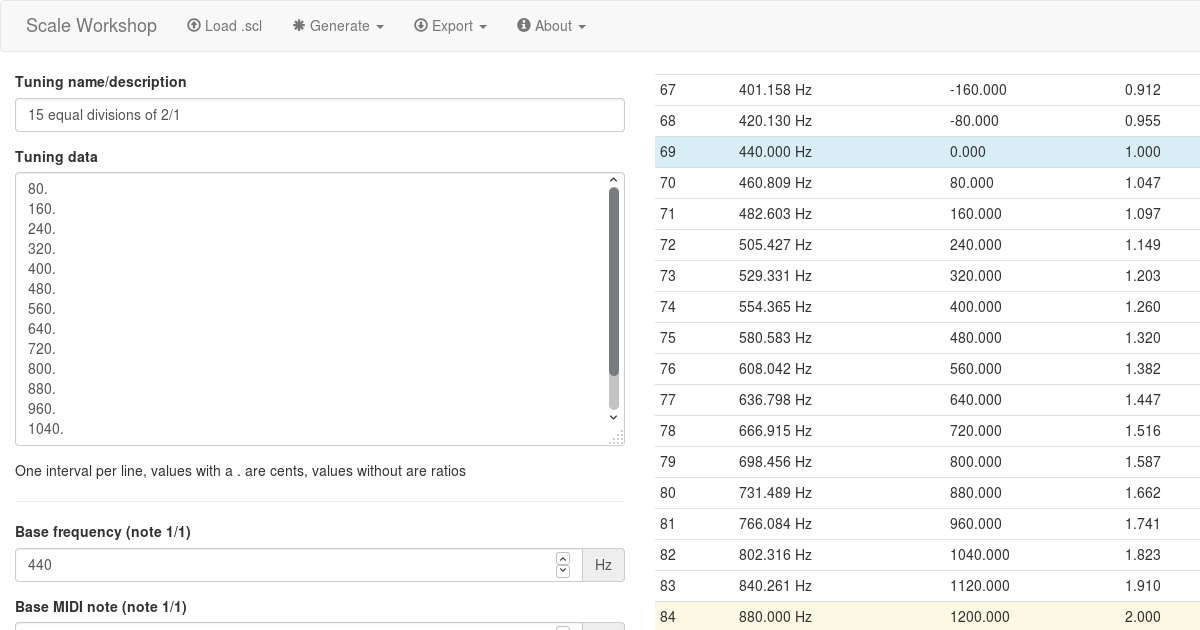 Scale Workshop Load .scl Generate Export About
Tuning name/description
15 equal divisions of 2/1
Tuning data
80.
160.
240.
320.
400.
480.
560.
640.
720.
800.
880.
960.
1040.
One interval per line, values with a . are cents, values without are ratios
Base frequency (note 1/1)
440 Hz
Base MIDI note (note 1/1)
67 401.158 Hz -160.000 0.912
68 420.130 Hz -80.000 0.955
69 440.000 Hz 0.000 1.000
70 460.809 Hz 80.000 1.047
71 482.603 Hz 160.000 1.097
72 505.427 Hz 240.000 1.149
73 529.331 Hz 320.000 1.203
74 554.365 Hz 400.000 1.260
75 580.583 Hz 480.000 1.320
76 608.042 Hz 560.000 1.382
77 636.798 Hz 640.000 1.447
78 666.915 Hz 720.000 1.516
79 698.456 Hz 800.000 1.587
80 731.489 Hz 880.000 1.662
81 766.084 Hz 960.000 1.741
82 802.316 Hz 1040.000 1.823
83 840.261 Hz 1120.000 1.910
84 880.000 Hz 1200.000 2.000